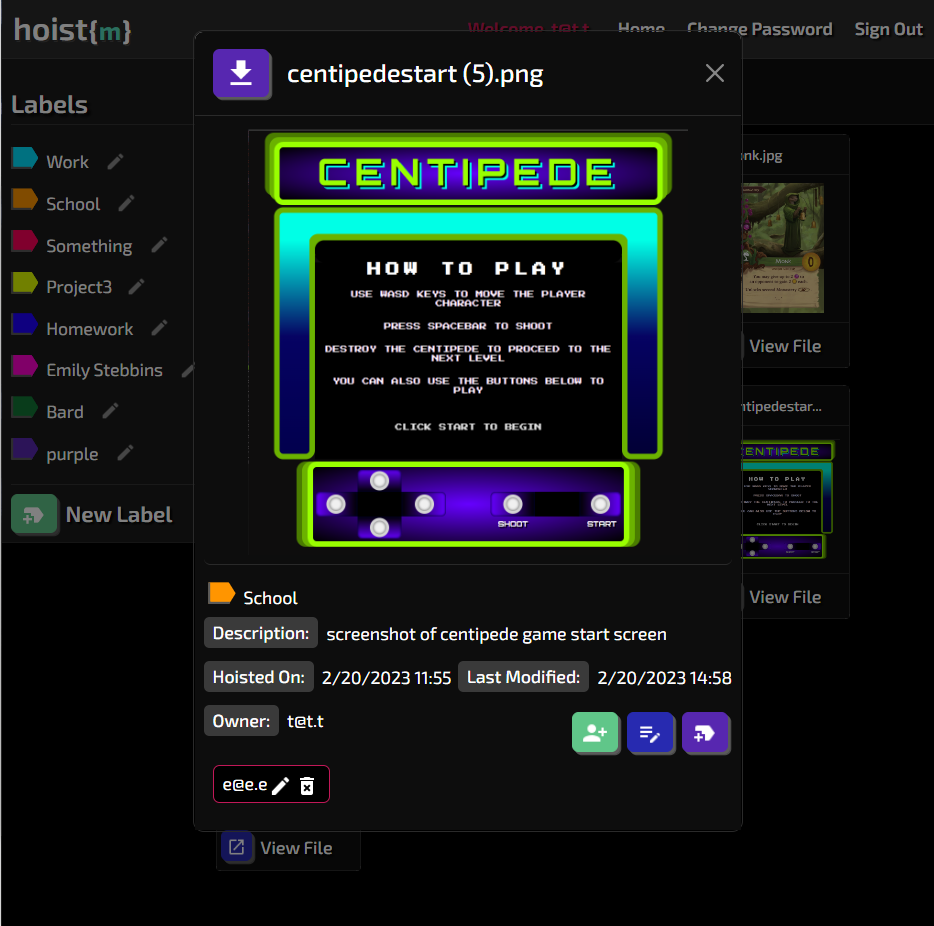 hoist{m}
Welcome, t@t.t Home Change Password Sign Out
centipedestart (5).png
Labels
Work
School
Something
Project3
Homework
Emily Stebbins
Bard
purple
New Label
CENTIPEDE
HOW TO PLAY
USE WASD KEYS TO MOVE THE PLAYER
CHARACTER
PRESS SPACEBAR TO SHOOT
DESTROY THE CENTIPEDE TO PROCEED TO THE
NEXT LEVEL
YOU CAN ALSO USE THE BUTTONS BELOW TO
PLAY
CLICK START TO BEGIN
SHOOT START
School
Description: screenshot of centipede game start screen
Hoisted On: 2/20/2023 11:55 Last Modified: 2/20/2023 14:58
Owner: t@t.t
e@e.e
onk.jpg
View File
ntipedestar...
CENTIPEDE
HOW TO PLAY
View File
View File